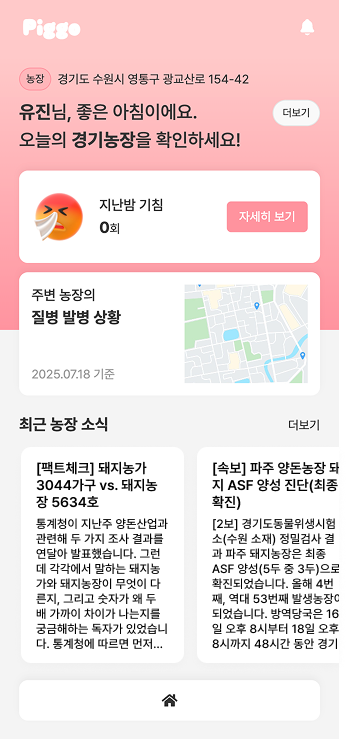 Piggo
농장 경기도 수원시 영통구 광교산로 154-42
유진님, 좋은 아침이에요.
더보기
오늘의 경기농장을 확인하세요!
지난밤 기침
0회
자세히 보기
주변 농장의
질병 발병 상황
2025.07.18 기준
최근 농장 소식
더보기
[팩트체크] 돼지농가
3044가구 vs. 돼지농
장 5634호
통계청이 지난주 양돈산업과
관련해 두 가지 조사 결과를
연달아 발표했습니다. 그런
데 각각에서 말하는 돼지농
가와 돼지농장이 무엇이 다
른지, 그리고 숫자가 왜 두
배 가까이 차이가 나는지를
궁금해하는 독자가 있었습니
다. 통계청에 따르면 먼저...
[속보] 파주 양돈농장 돼
지 ASF 양성 진단(최종
확진)
[2보] 경기도동물위생시험
소(수원 소재) 정밀검사 결
과 파주 돼지농장은 최종
ASF 양성(5두 중 3두)으로
확진되었습니다. 올해 4번
째, 역대 53번째 발생농장이
되었습니다. 방역당국은 16
일 오후 8시부터 18일 오후
8시까지 48시간 동안 경기